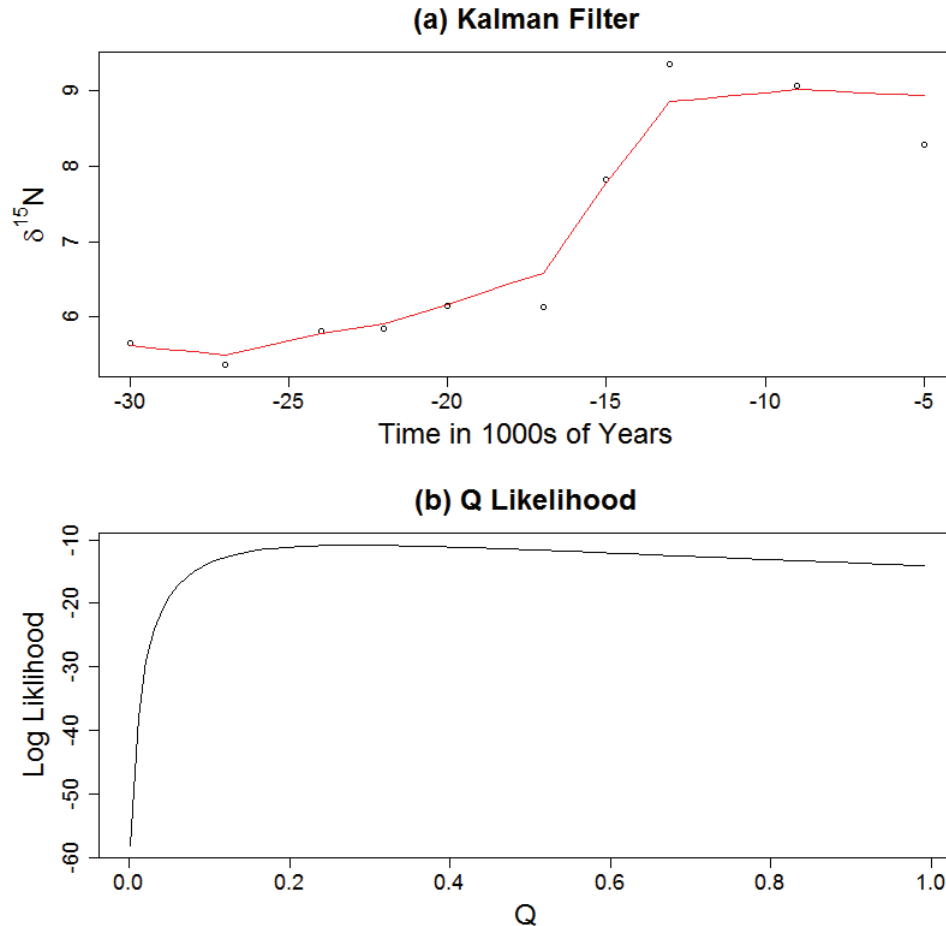 (a) Kalman Filter
δ¹⁵N
9
8
7
6
-30 -25 -20 -15 -10 -5
Time in 1000s of Years
(b) Q Likelihood
Log Liklihood
-10
-20
-30
-40
-50
-60
0.0 0.2 0.4 0.6 0.8 1.0
Q